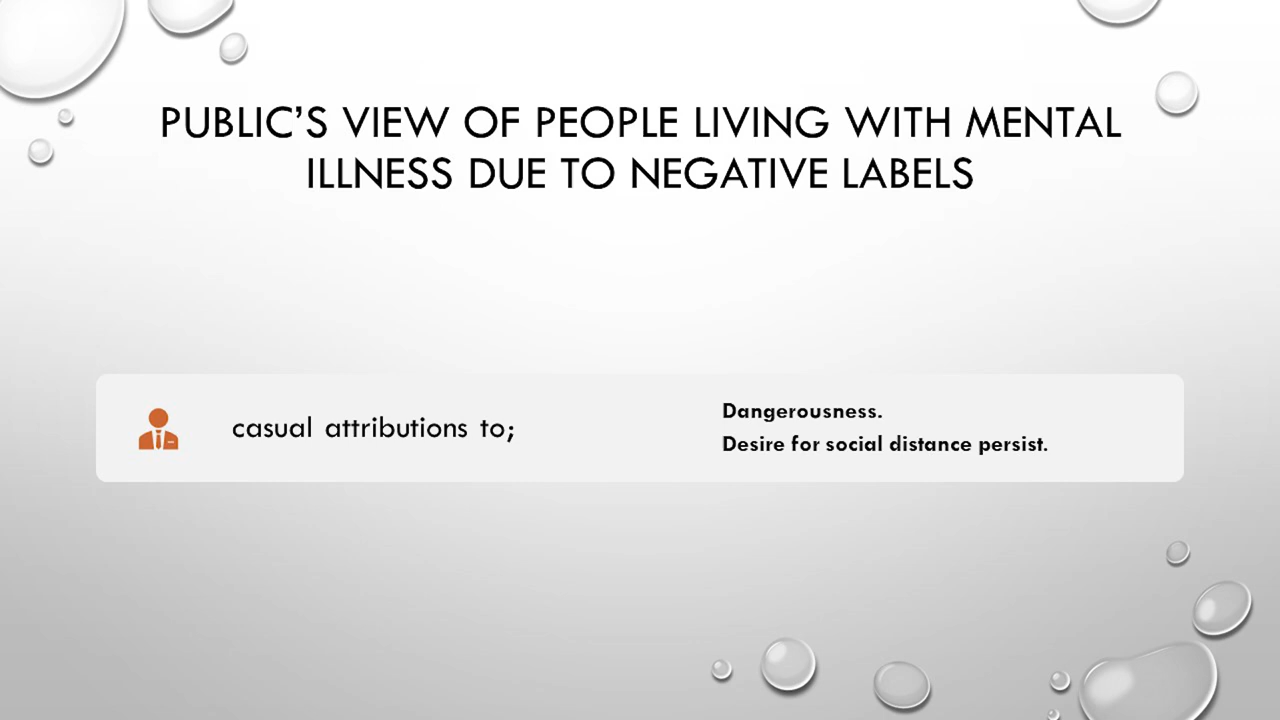 PUBLIC’S VIEW OF PEOPLE LIVING WITH MENTAL
ILLNESS DUE TO NEGATIVE LABELS
casual attributions to;
Dangerousness.
Desire for social distance persist.